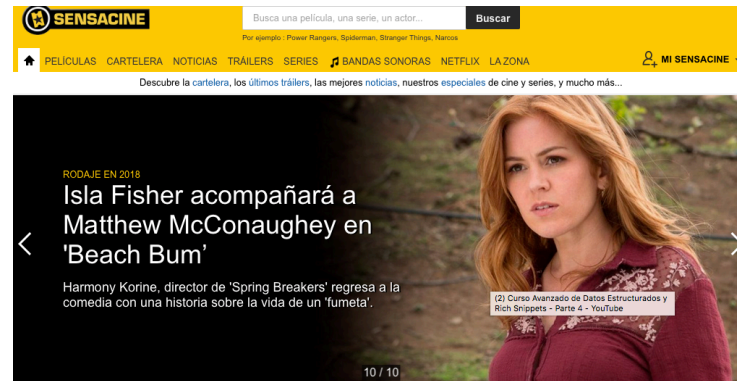 SENSACINE
Busca una película, una serie, un actor...
Buscar
Por ejemplo : Power Rangers, Spiderman, Stranger Things, Narcos
PELÍCULAS CARTELERA NOTICIAS TRÁILERS SERIES BANDAS SONORAS NETFLIX LA ZONA
MI SENSACINE
Descubre la cartelera, los últimos tráilers, las mejores noticias, nuestros especiales de cine y series, y mucho más...
RODAJE EN 2018
Isla Fisher acompañará a
Matthew McConaughey en
'Beach Bum’
Harmony Korine, director de 'Spring Breakers' regresa a la
comedia con una historia sobre la vida de un 'fumeta'.
(2) Curso Avanzado de Datos Estructurados y
Rich Snippets - Parte 4 - YouTube
10 / 10